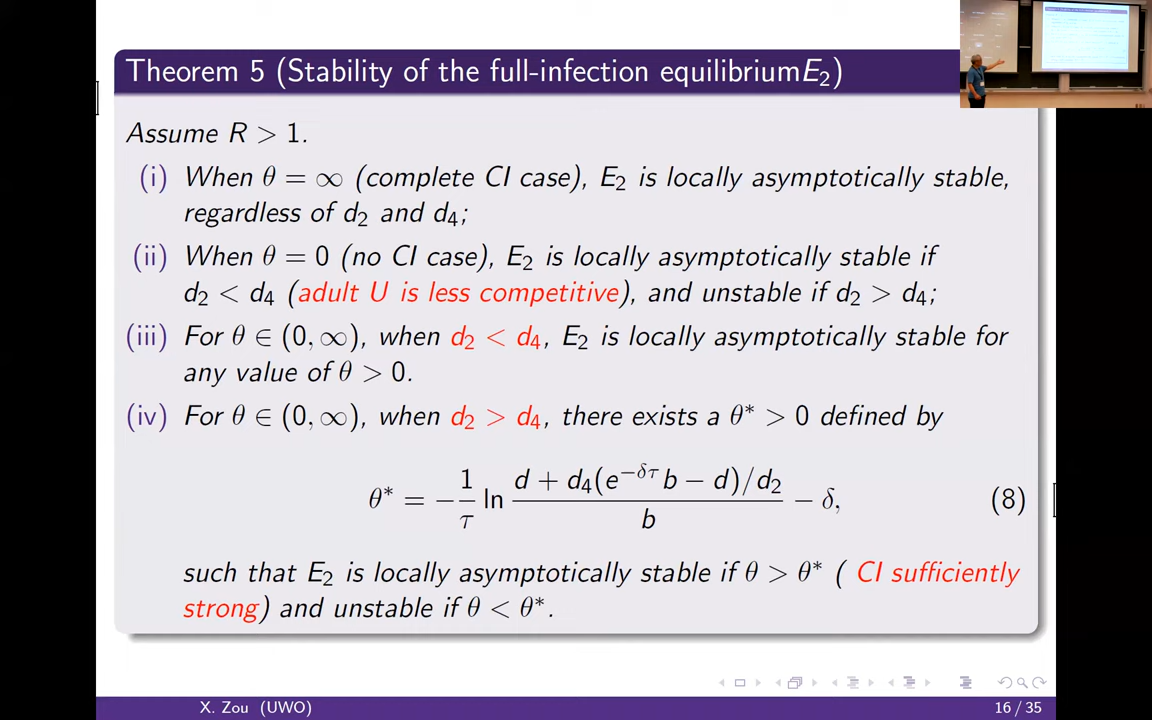 Theorem 5 (Stability of the full-infection equilibriumE₂)
Assume R > 1.
(i) When θ = ∞ (complete CI case), E₂ is locally asymptotically stable,
regardless of d₂ and d₄;
(ii) When θ = 0 (no CI case), E₂ is locally asymptotically stable if
d₂ < d₄ (adult U is less competitive), and unstable if d₂ > d₄;
(iii) For θ ∈ (0, ∞), when d₂ < d₄, E₂ is locally asymptotically stable for
any value of θ > 0.
(iv) For θ ∈ (0, ∞), when d₂ > d₄, there exists a θ* > 0 defined by
θ* = −(1/τ) ln (d + d₄(e^{−δτ} b − d)/d₂)/b − δ, (8)
such that E₂ is locally asymptotically stable if θ > θ* ( CI sufficiently
strong) and unstable if θ < θ*.
X. Zou (UWO) 16 / 35